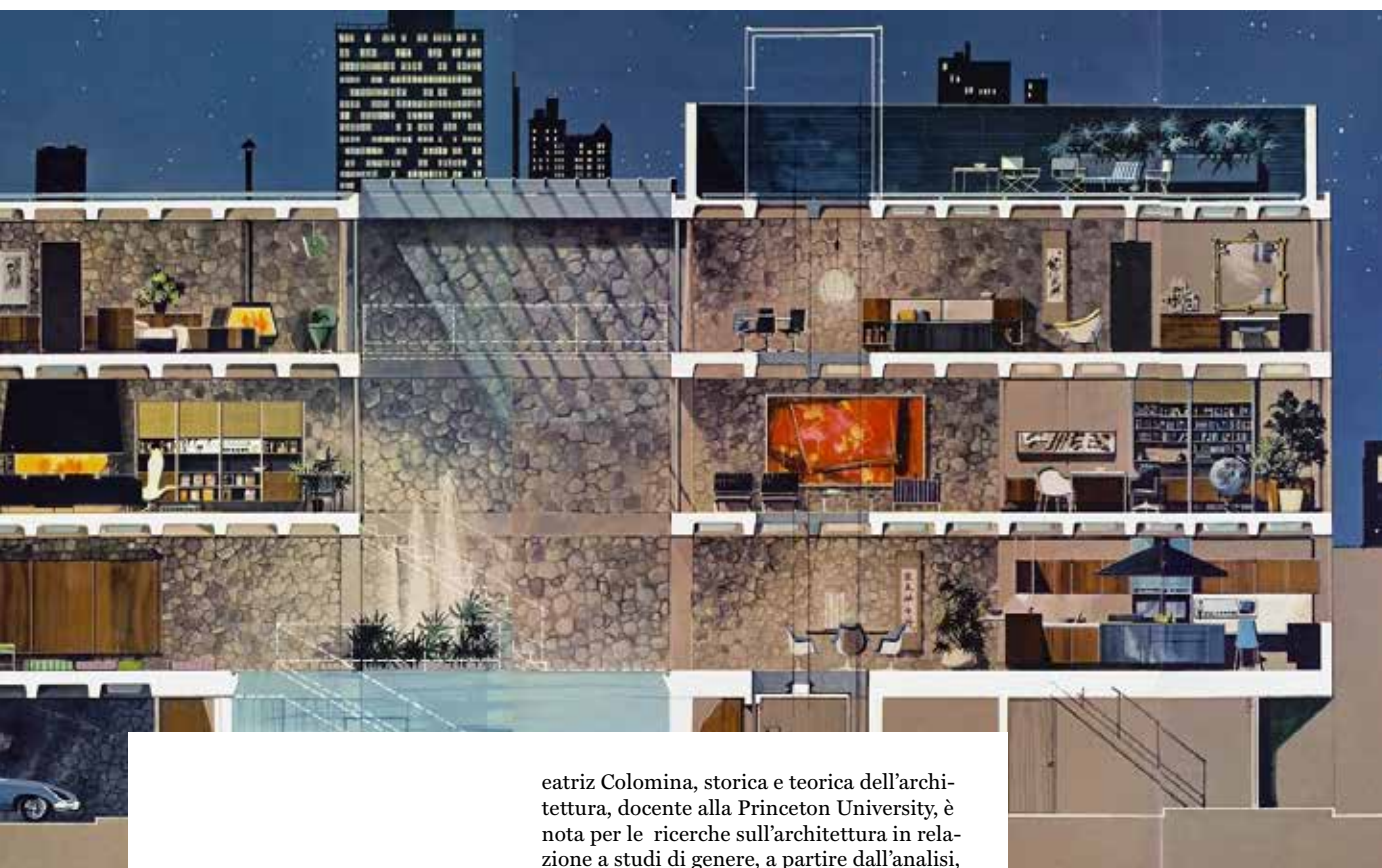 eatriz Colomina, storica e teorica dell’archi-
tettura, docente alla Princeton University, è
nota per le ricerche sull’architettura in rela-
zione a studi di genere, a partire dall’analisi,